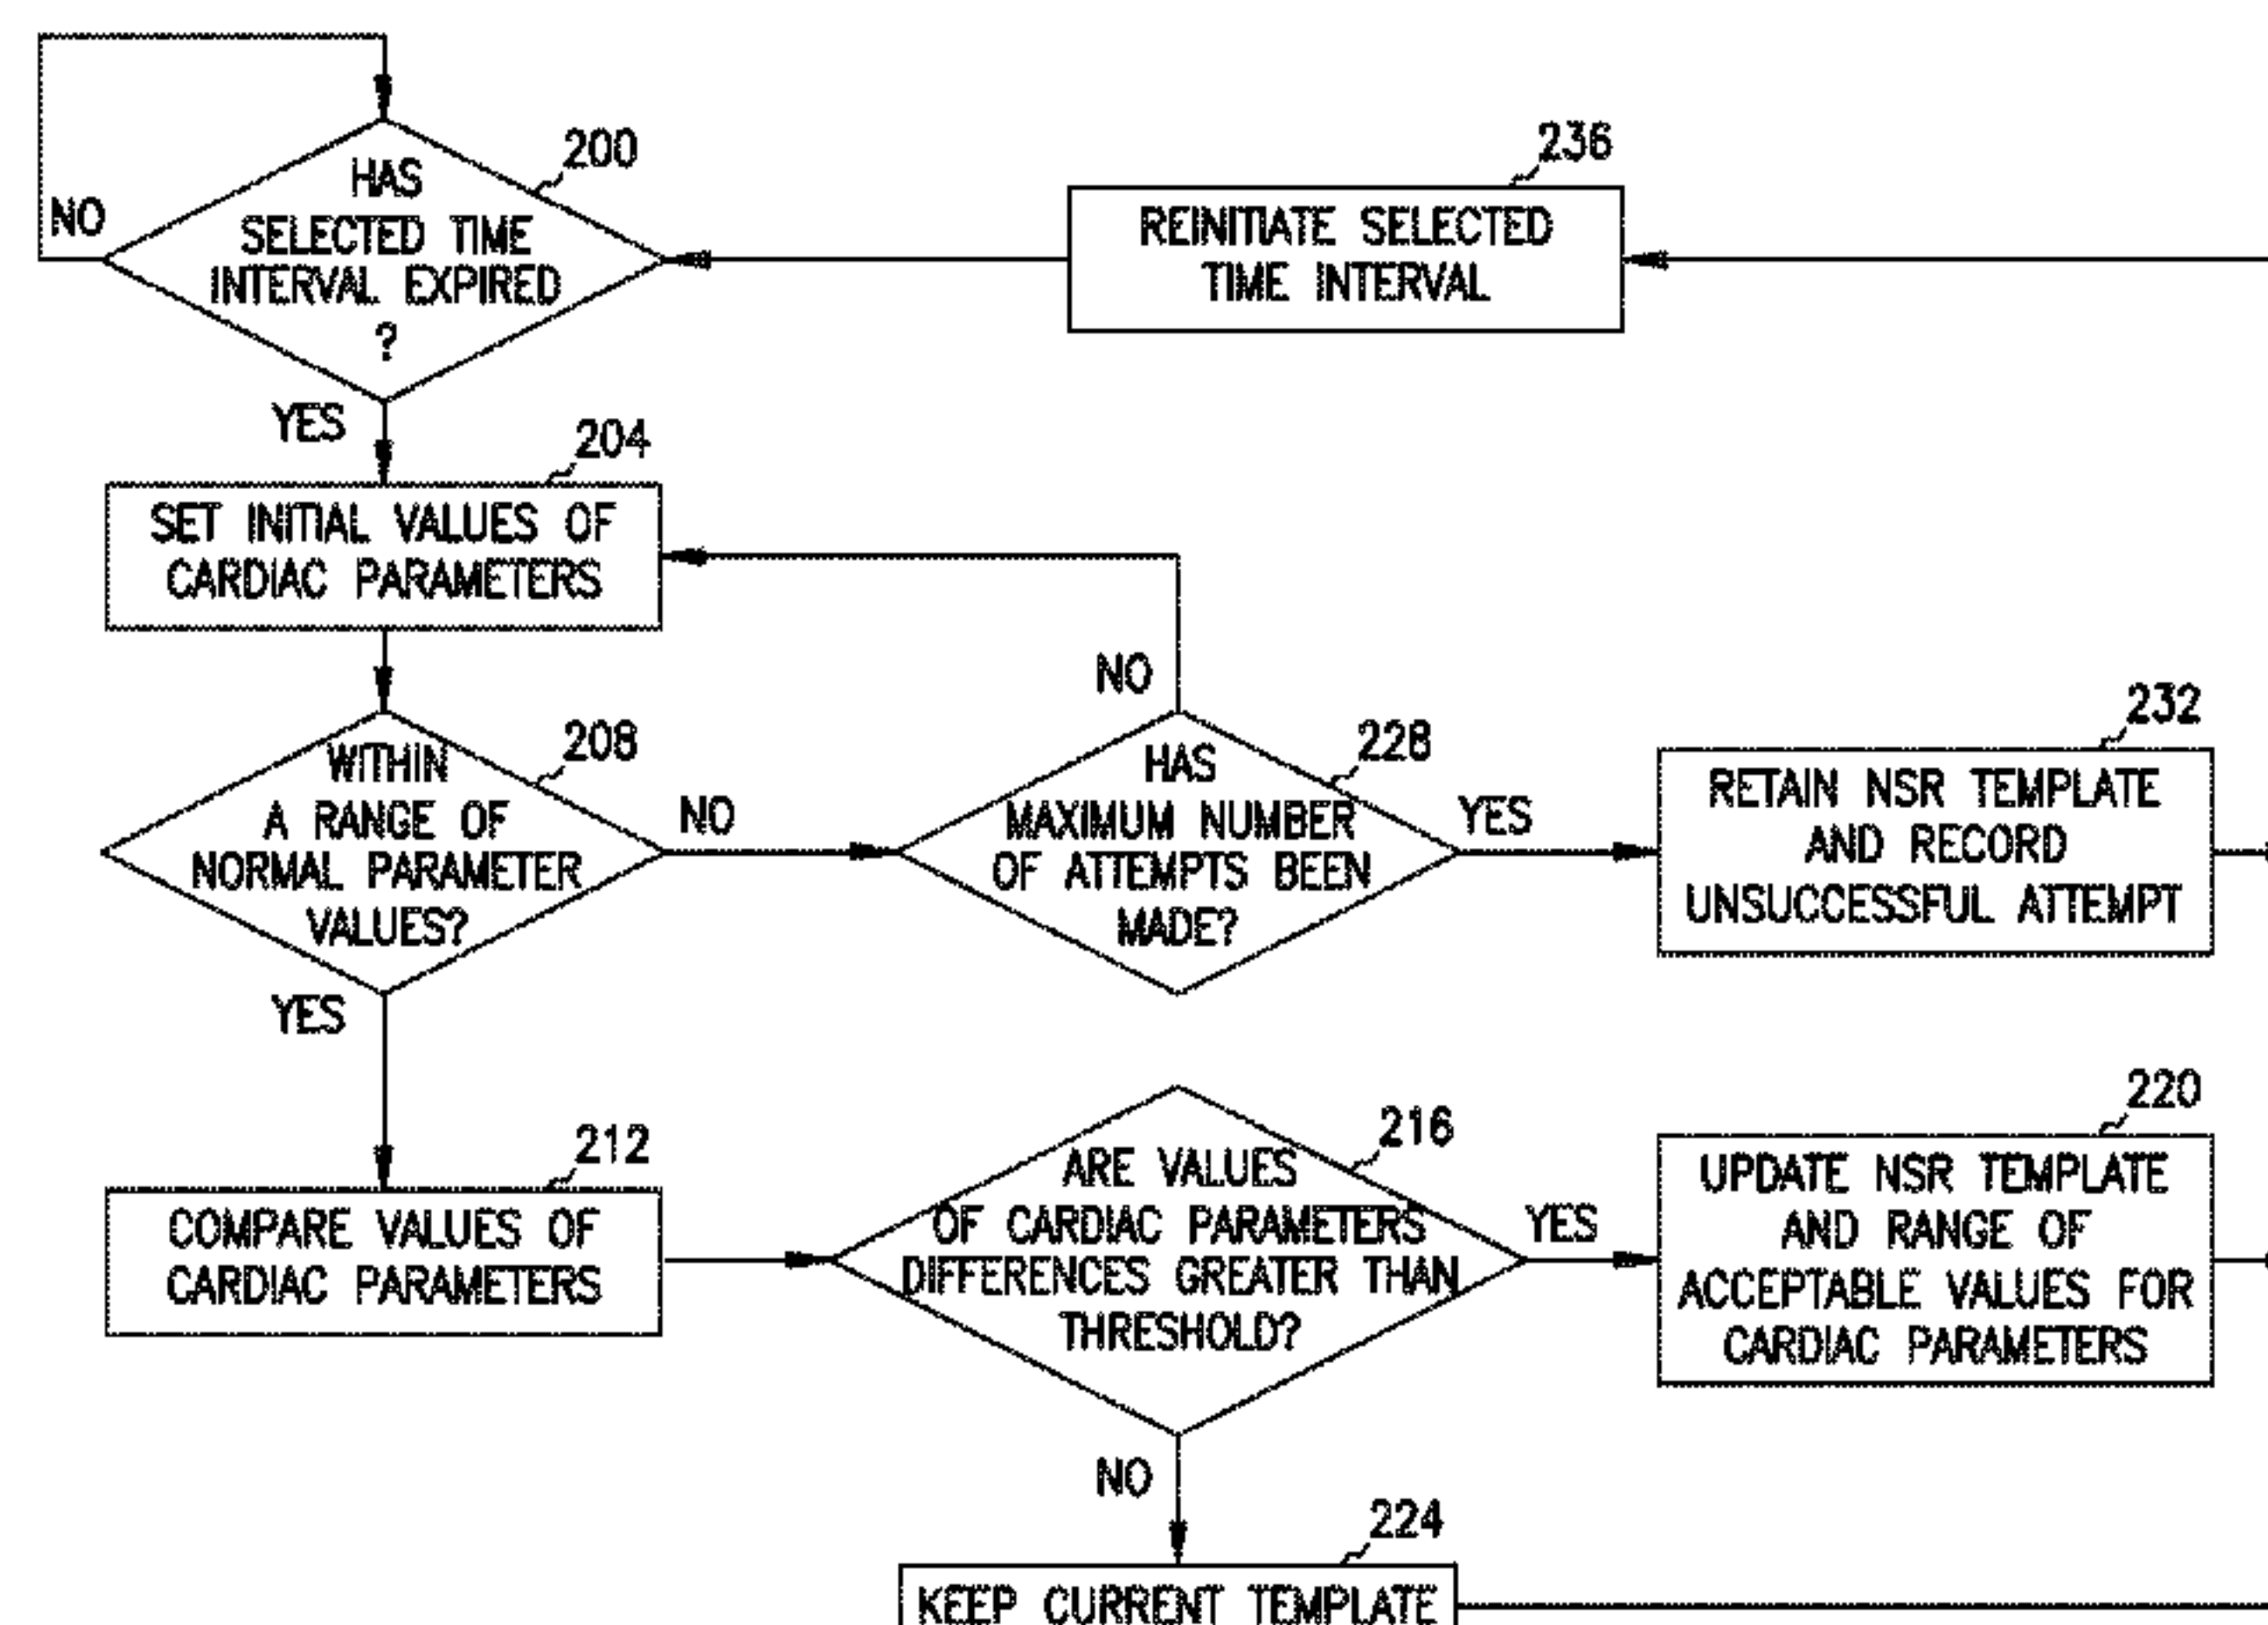 200
HAS
SELECTED TIME
INTERVAL EXPIRED
?
NO
YES
236
REINITIATE SELECTED
TIME INTERVAL
204
SET INITIAL VALUES OF
CARDIAC PARAMETERS
208
WITHIN
A RANGE OF
NORMAL PARAMETER
VALUES?
NO
YES
228
HAS
MAXIMUM NUMBER
OF ATTEMPTS BEEN
MADE?
NO
YES
232
RETAIN NSR TEMPLATE
AND RECORD
UNSUCCESSFUL ATTEMPT
212
COMPARE VALUES OF
CARDIAC PARAMETERS
216
ARE VALUES
OF CARDIAC PARAMETERS
DIFFERENCES GREATER THAN
THRESHOLD?
YES
NO
220
UPDATE NSR TEMPLATE
AND RANGE OF
ACCEPTABLE VALUES FOR
CARDIAC PARAMETERS
224
KEEP CURRENT TEMPLATE